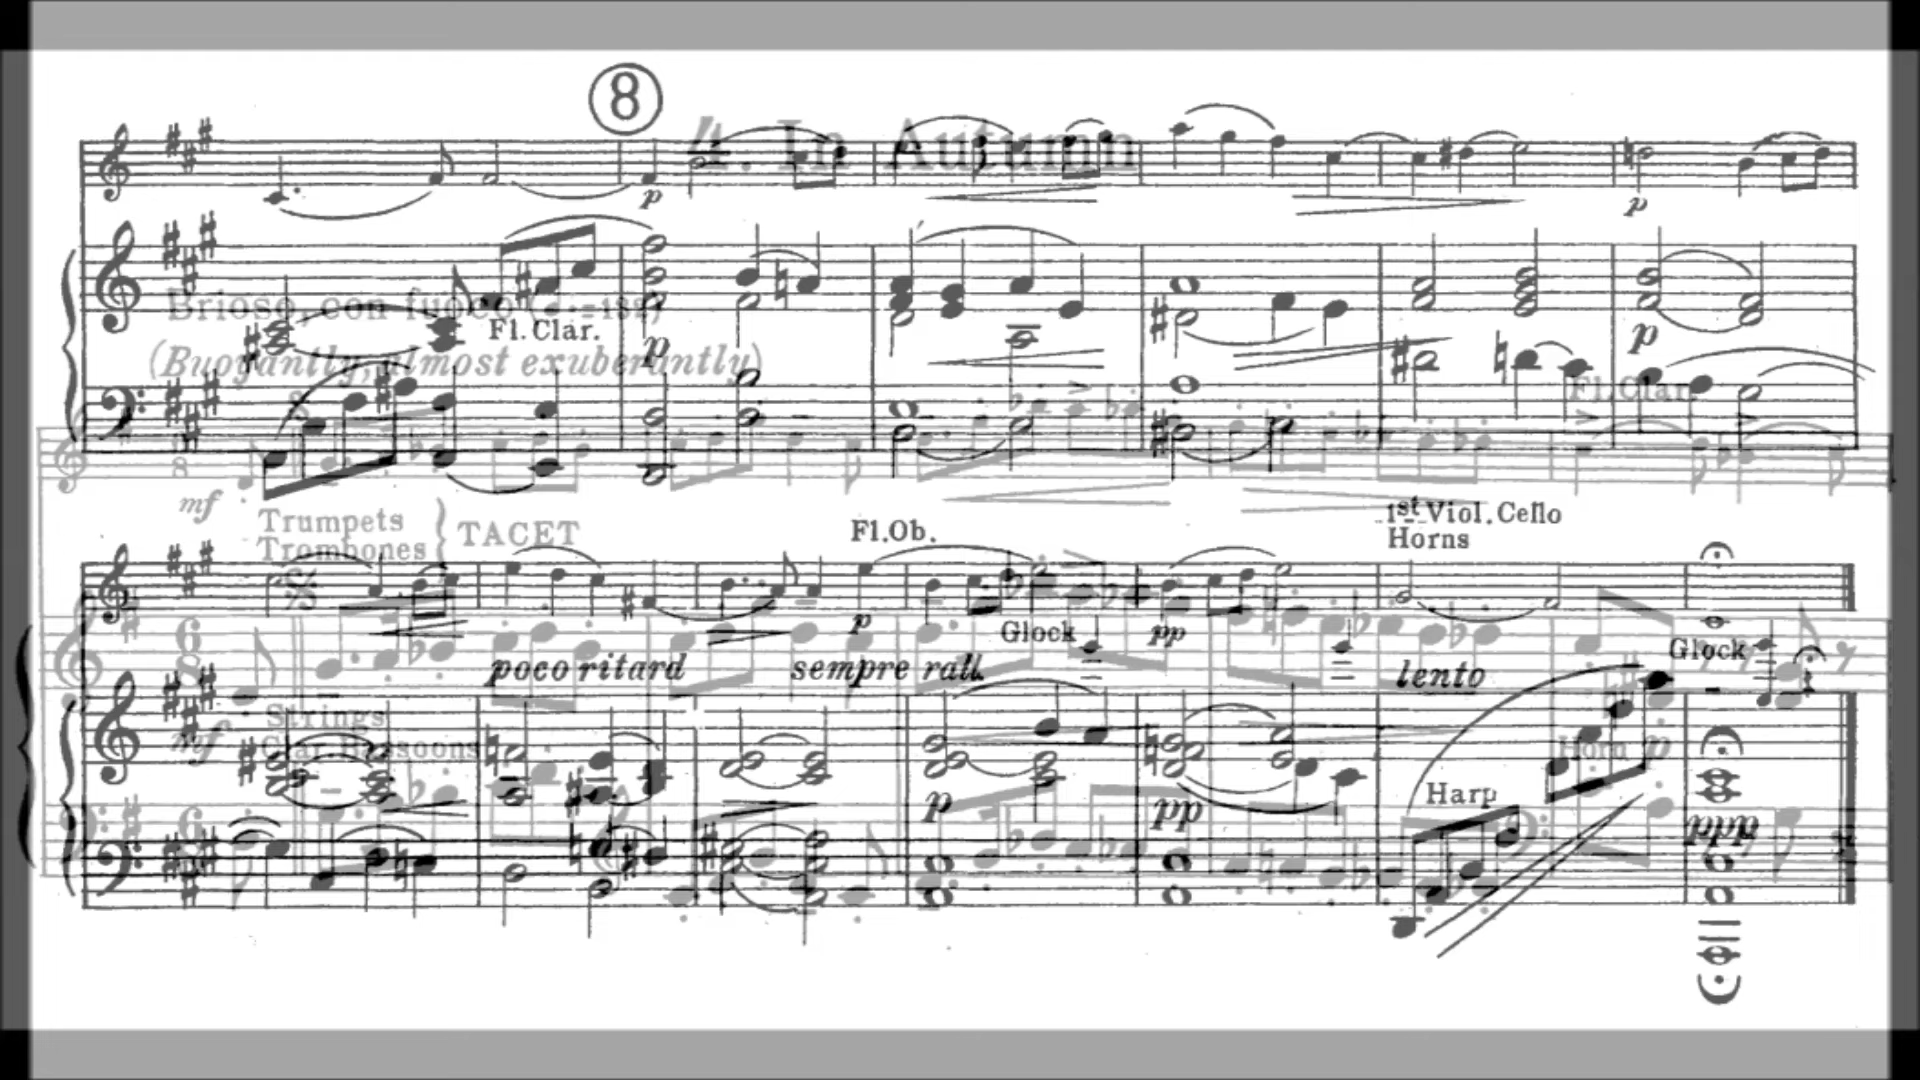 8
4. In Autumn
p
p
Brioso, con fuoco
Fl.Clar.
p
p
(Buoyantly, almost exuberantly)
Fl.Clar.
mf
Trumpets
Trombones } TACET
Fl.Ob.
1st Viol. Cello
Horns
p
Glock
pp
Glock
poco ritard
sempre rall.
lento
mf
Strings
Clar. Bassoons
Horn p
p
pp
Harp
ppp